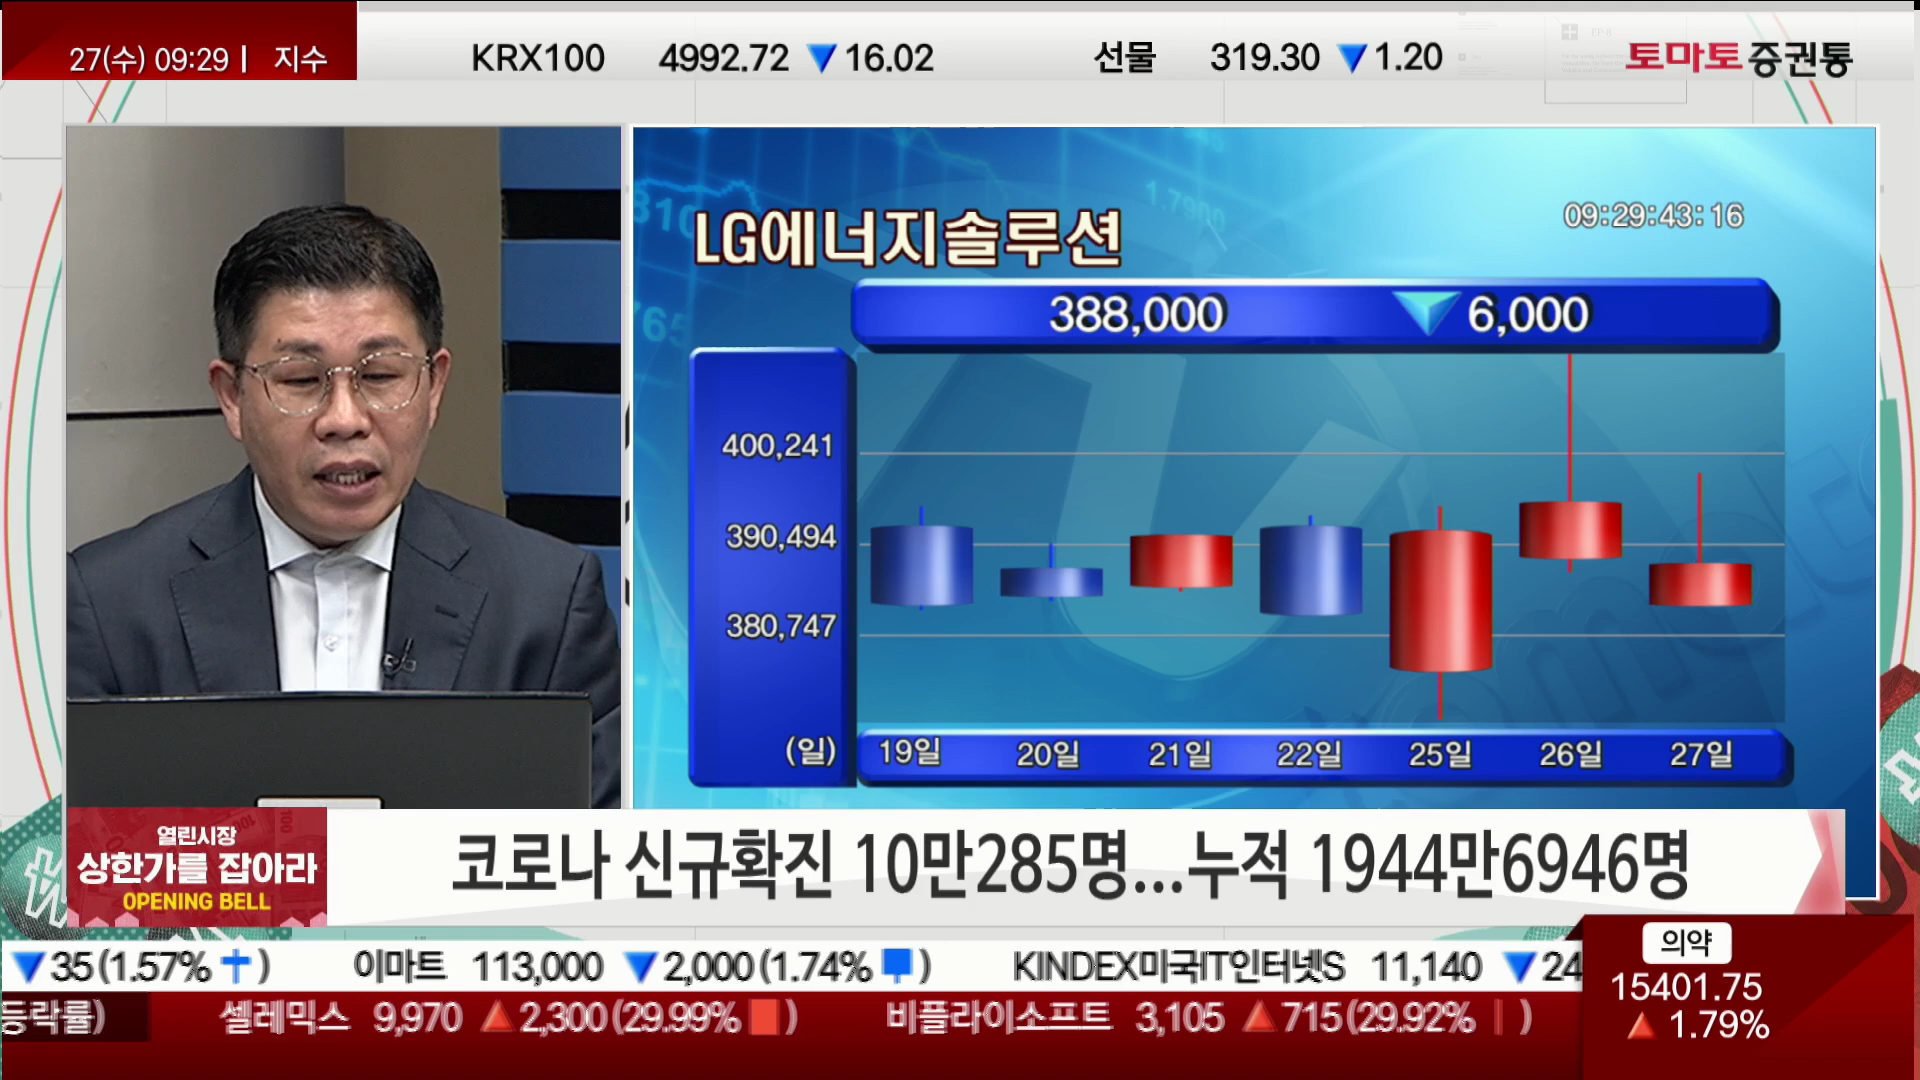 27(수) 09:29 | 지수 KRX100 4992.72 ▼16.02 선물 319.30 ▼1.20 토마토증권통
LG에너지솔루션
09:29:43:16
388,000 ▼ 6,000
400,241
390,494
380,747
(일) 19일 20일 21일 22일 25일 26일 27일
열린시장
상한가를 잡아라
OPENING BELL
코로나 신규확진 10만285명...누적 1944만6946명
▼35(1.57% ) 이마트 113,000 ▼2,000(1.74% ) KINDEX미국IT인터넷S 11,140 ▼24
등락률) 셀레믹스 9,970 ▲2,300(29.99% ) 비플라이소프트 3,105 ▲715(29.92% )
의약
15401.75
▲ 1.79%